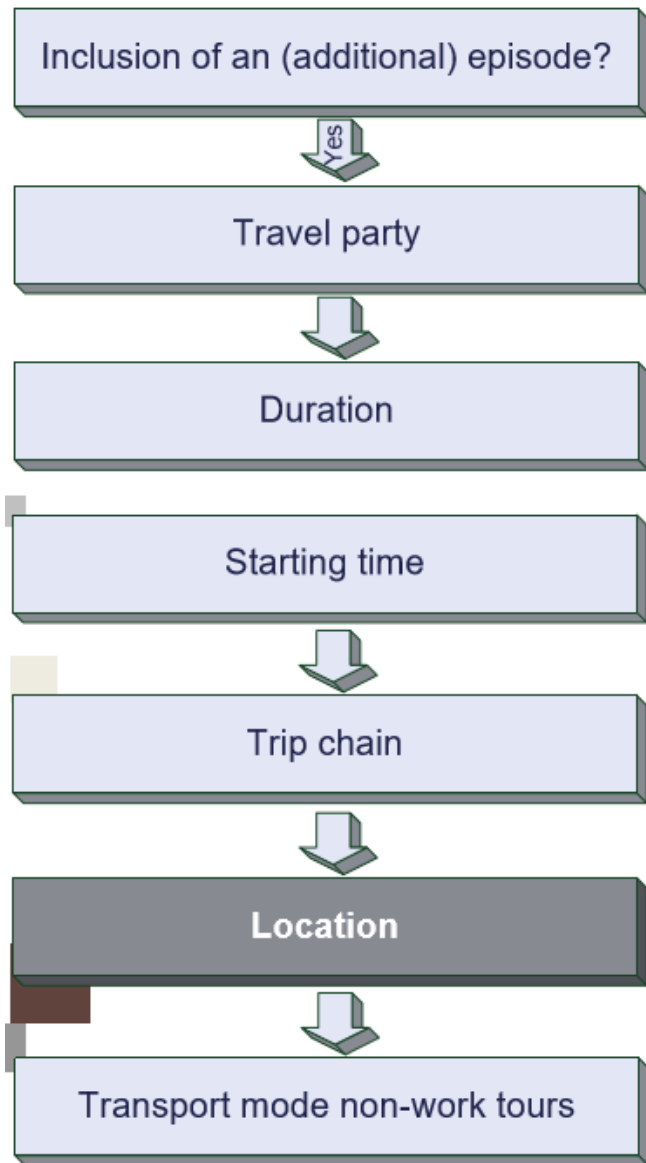 Inclusion of an (additional) episode?
Yes
Travel party
Duration
Starting time
Trip chain
Location
Transport mode non-work tours